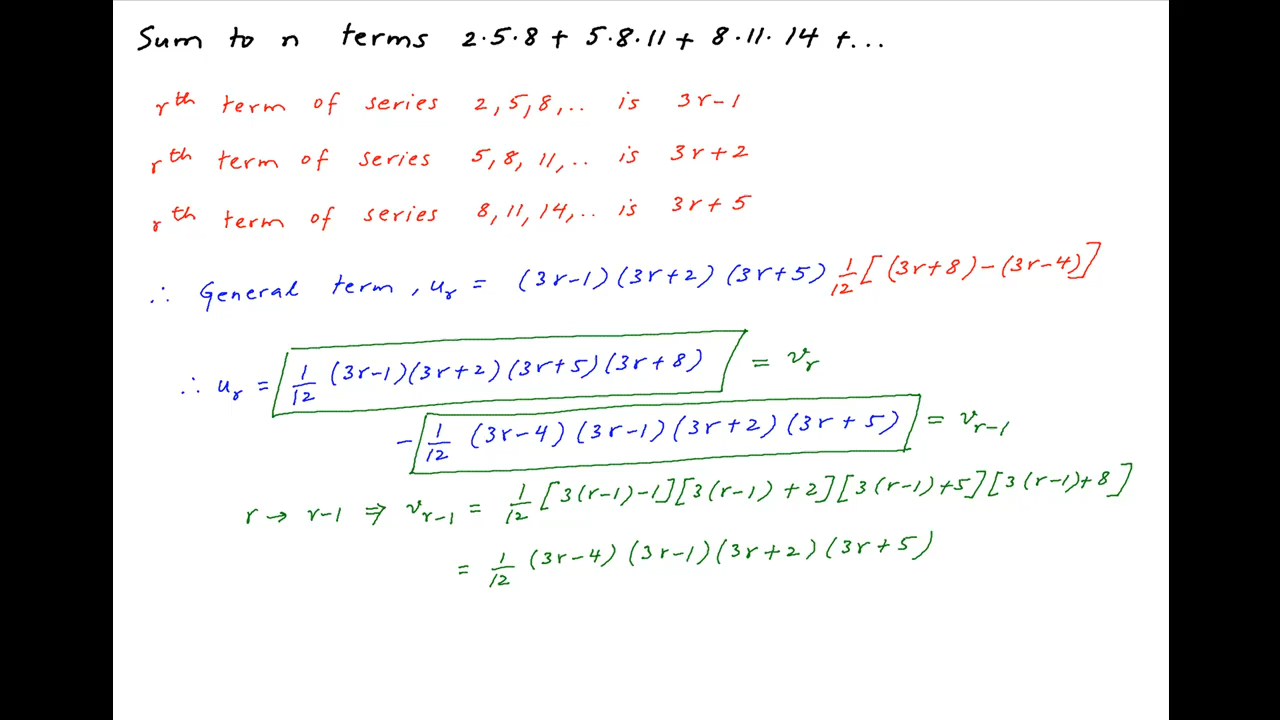 Sum to n terms 2·5·8 + 5·8·11 + 8·11·14 +...
rth term of series 2,5,8,.. is 3r-1
rth term of series 5,8,11,.. is 3r+2
rth term of series 8,11,14,.. is 3r+5
∴ General term, u_r = (3r-1)(3r+2)(3r+5) 1/12 [(3r+8)-(3r-4)]
∴ u_r = 1/12 (3r-1)(3r+2)(3r+5)(3r+8) = v_r
- 1/12 (3r-4)(3r-1)(3r+2)(3r+5) = v_{r-1}
r → r-1 ⇒ v_{r-1} = 1/12 [3(r-1)-1][3(r-1)+2][3(r-1)+5][3(r-1)+8]
= 1/12 (3r-4)(3r-1)(3r+2)(3r+5)